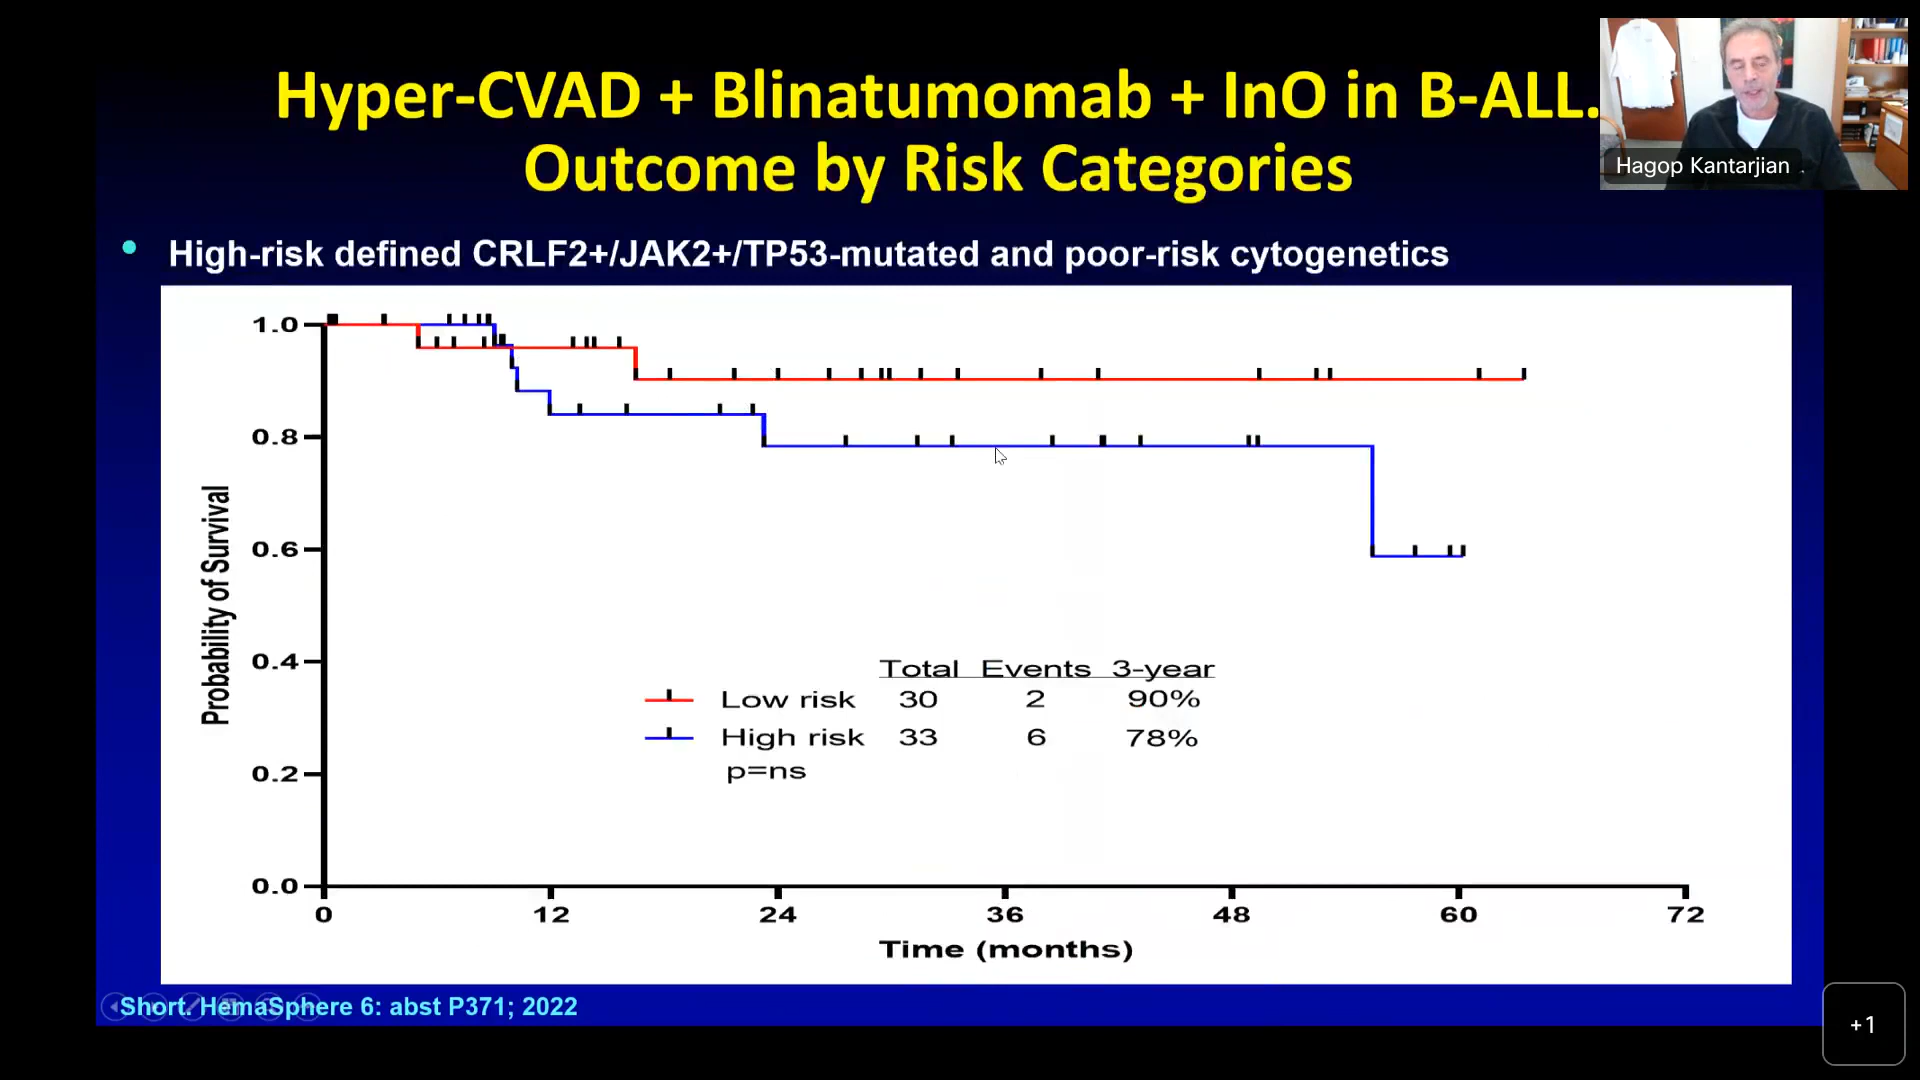 Hyper-CVAD + Blinatumomab + InO in B-ALL.
Outcome by Risk Categories
Hagop Kantarjian
• High-risk defined CRLF2+/JAK2+/TP53-mutated and poor-risk cytogenetics
1.0
0.8
0.6
0.4
0.2
0.0
Probability of Survival
Total Events 3-year
Low risk 30 2 90%
High risk 33 6 78%
p=ns
0 12 24 36 48 60 72
Time (months)
Short. HemaSphere 6: abst P371; 2022
+1